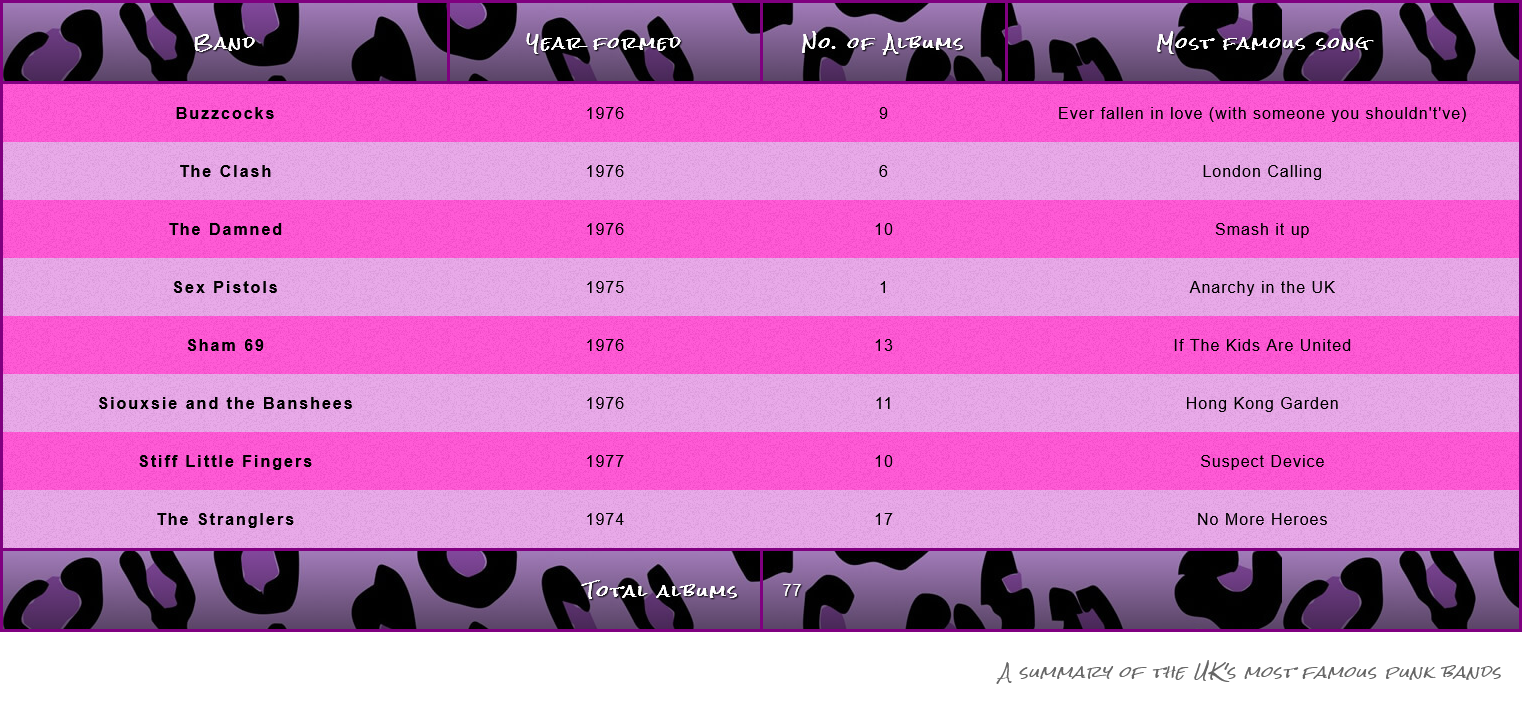 Band Year formed No. of Albums Most famous song
Buzzcocks 1976 9 Ever fallen in love (with someone you shouldn't've)
The Clash 1976 6 London Calling
The Damned 1976 10 Smash it up
Sex Pistols 1975 1 Anarchy in the UK
Sham 69 1976 13 If The Kids Are United
Siouxsie and the Banshees 1976 11 Hong Kong Garden
Stiff Little Fingers 1977 10 Suspect Device
The Stranglers 1974 17 No More Heroes
Total albums 77
A summary of the UK's most famous punk bands